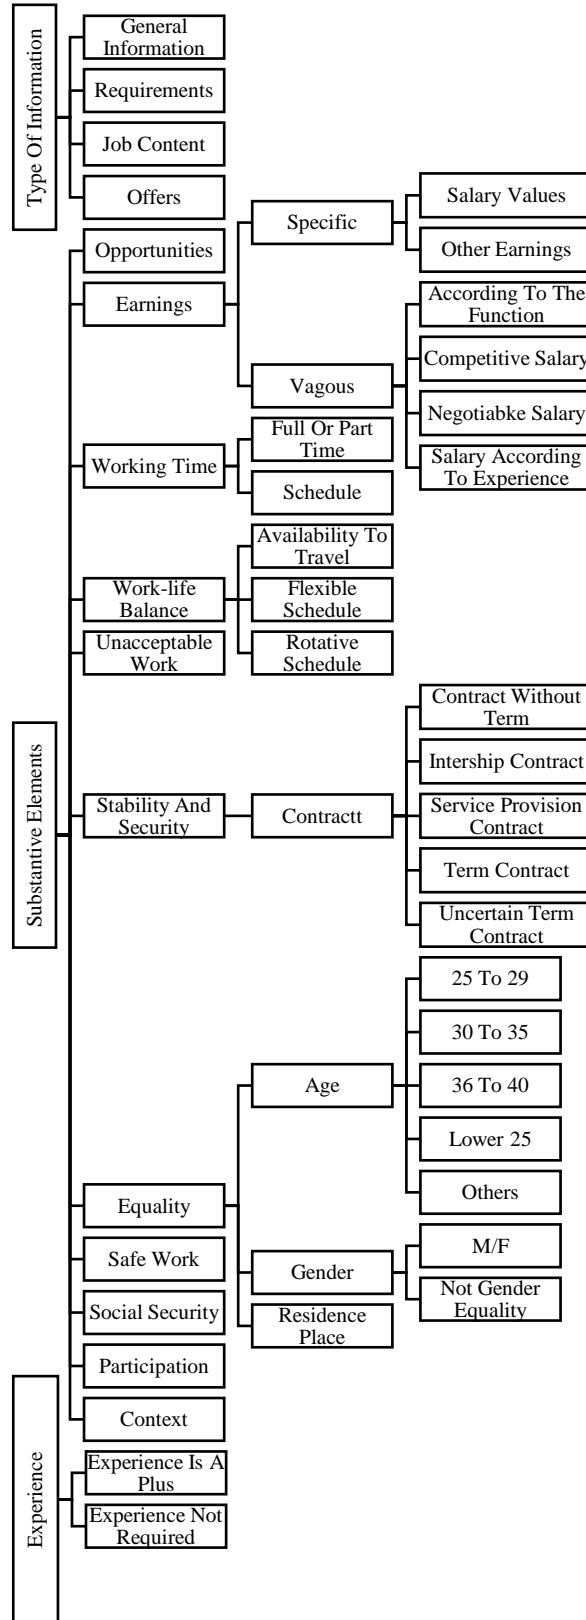 Type Of Information
General
Information
Requirements
Job Content
Offers
Substantive Elements
Opportunities
Earnings
Specific
Salary Values
Other Earnings
Vagous
According To The
Function
Competitive Salary
Negotiabke Salary
Salary According
To Experience
Working Time
Full Or Part
Time
Schedule
Work-life
Balance
Availability To
Travel
Flexible
Schedule
Rotative
Schedule
Unacceptable
Work
Stability And
Security
Contractt
Contract Without
Term
Intership Contract
Service Provision
Contract
Term Contract
Uncertain Term
Contract
Equality
Age
25 To 29
30 To 35
36 To 40
Lower 25
Others
Gender
M/F
Not Gender
Equality
Residence
Place
Safe Work
Social Security
Participation
Context
Experience
Experience Is A
Plus
Experience Not
Required